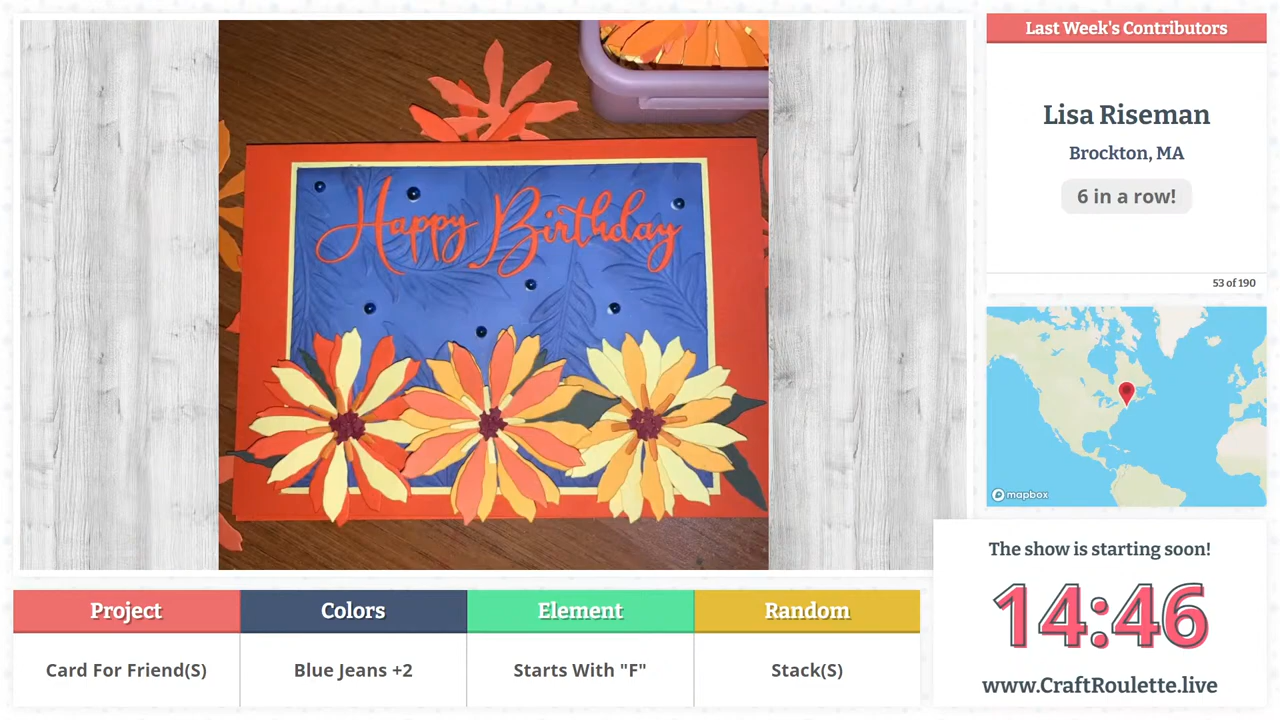 Last Week's Contributors
Lisa Riseman
Brockton, MA
6 in a row!
53 of 190
Happy Birthday
mapbox
The show is starting soon!
14:46
www.CraftRoulette.live
Project
Colors
Element
Random
Card For Friend(S)
Blue Jeans +2
Starts With "F"
Stack(S)